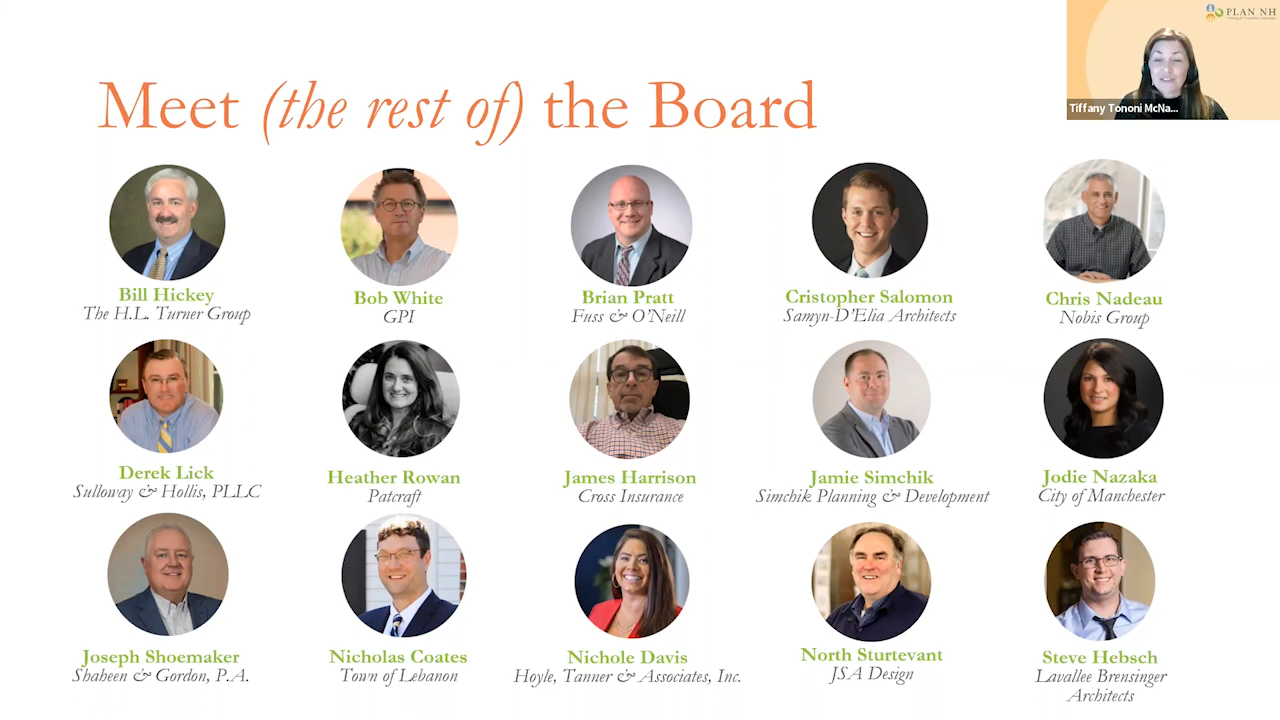 PLAN NH
Tiffany Tononi McNa...
Meet (the rest of) the Board
Bill Hickey
The H.L. Turner Group
Bob White
GPI
Brian Pratt
Fuss & O'Neill
Cristopher Salomon
Samyn-D'Elia Architects
Chris Nadeau
Nobis Group
Derek Lick
Sulloway & Hollis, PLLC
Heather Rowan
Patcraft
James Harrison
Cross Insurance
Jamie Simchik
Simchik Planning & Development
Jodie Nazaka
City of Manchester
Joseph Shoemaker
Shaheen & Gordon, P.A.
Nicholas Coates
Town of Lebanon
Nichole Davis
Hoyle, Tanner & Associates, Inc.
North Sturtevant
JSA Design
Steve Hebsch
Lavallee Brensinger
Architects